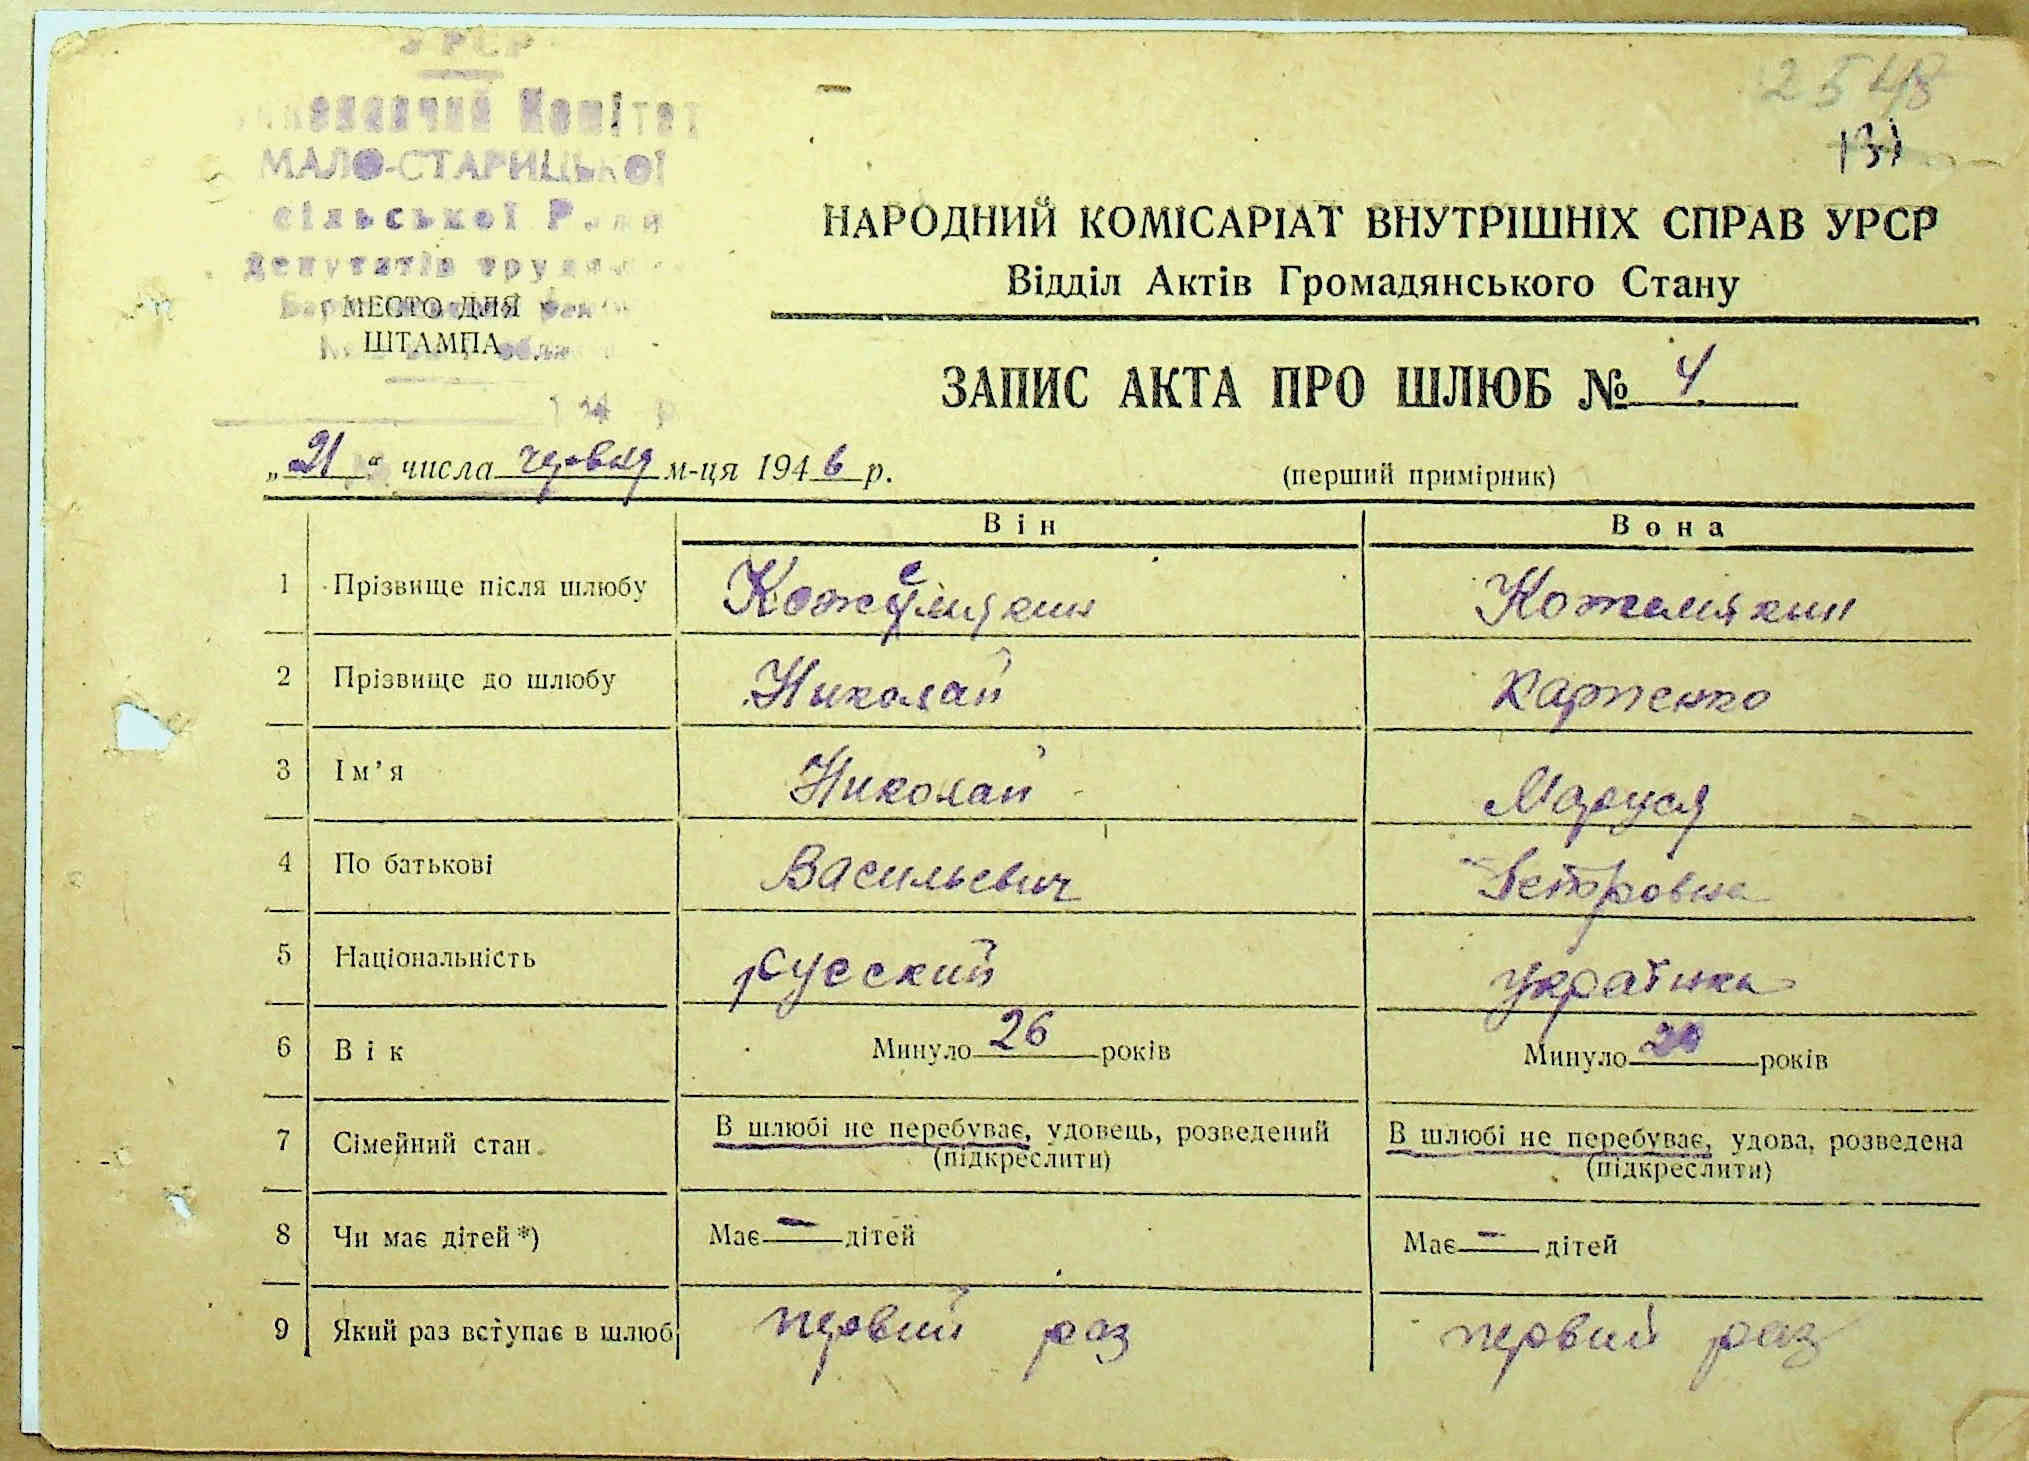 УРСР
2548
Комітет
131
МАЛО-СТАРИЦЬКОЇ
сільської Ради
НАРОДНИЙ КОМІСАРІАТ ВНУТРІШНІХ СПРАВ УРСР
Депутатів
Відділ Актів Громадянського Стану
МЕСТО ДЛЯ
ШТАМПА
ЗАПИС АКТА ПРО ШЛЮБ № 4
„21“ числа червня м-ця 1946 р.
(перший примірник)
Він Вона
1 Прізвище після шлюбу Кожемякин Кожемякин
2 Прізвище до шлюбу Николай Карпенко
3 Ім’я Николай Маруся
4 По батькові Васильевич Петровна
5 Національність русский українка
6 Вік Минуло 26 років Минуло років
7 Сімейний стан В шлюбі не перебуває, удовець, розведений В шлюбі не перебуває, удова, розведена
(підкреслити) (підкреслити)
8 Чи має дітей*) Має — дітей Має — дітей
9 Який раз вступає в шлюб первий раз первий раз